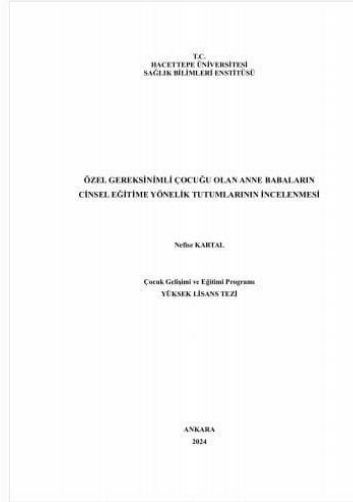 T.C.
HACETTEPE ÜNİVERSİTESİ
SAĞLIK BİLİMLERİ ENSTİTÜSÜ
ÖZEL GEREKSİNİMLİ ÇOCUĞU OLAN ANNE BABALARIN
CİNSEL EĞİTİME YÖNELİK TUTUMLARININ İNCELENMESİ
Nefise KARTAL
Çocuk Gelişimi ve Eğitimi Programı
YÜKSEK LİSANS TEZİ
ANKARA
2024